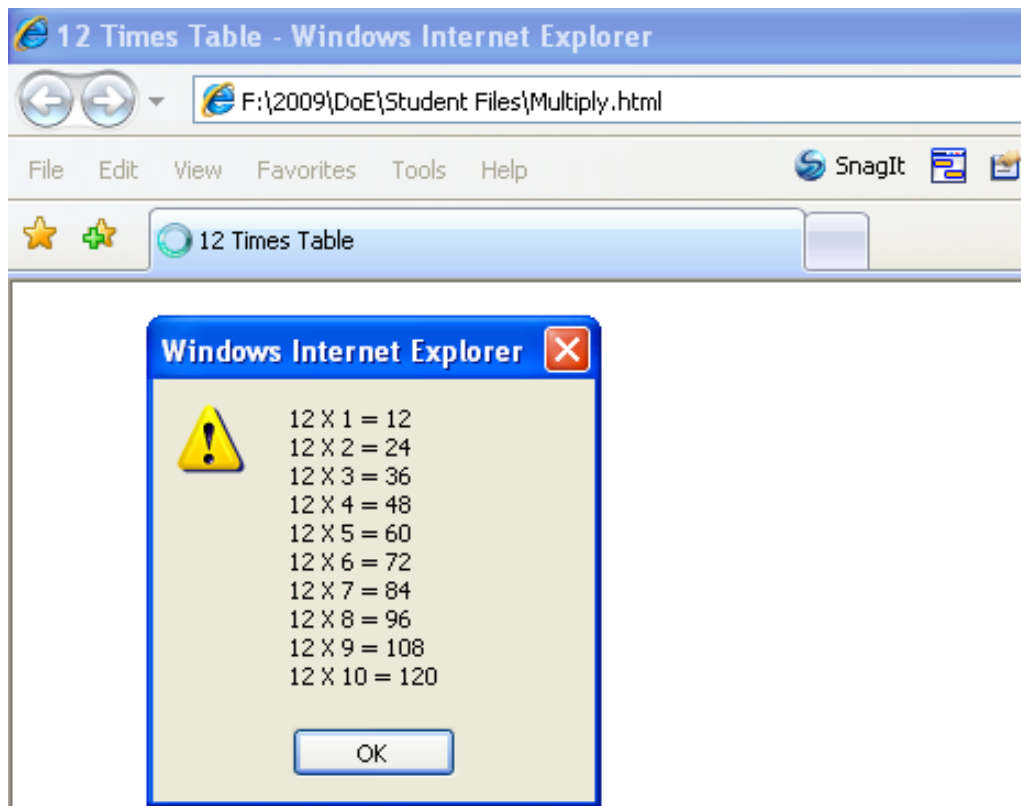 12 Times Table - Windows Internet Explorer
F:\2009\DoE\Student Files\Multiply.html
File Edit View Favorites Tools Help SnagIt
12 Times Table
Windows Internet Explorer
12 X 1 = 12
12 X 2 = 24
12 X 3 = 36
12 X 4 = 48
12 X 5 = 60
12 X 6 = 72
12 X 7 = 84
12 X 8 = 96
12 X 9 = 108
12 X 10 = 120
OK